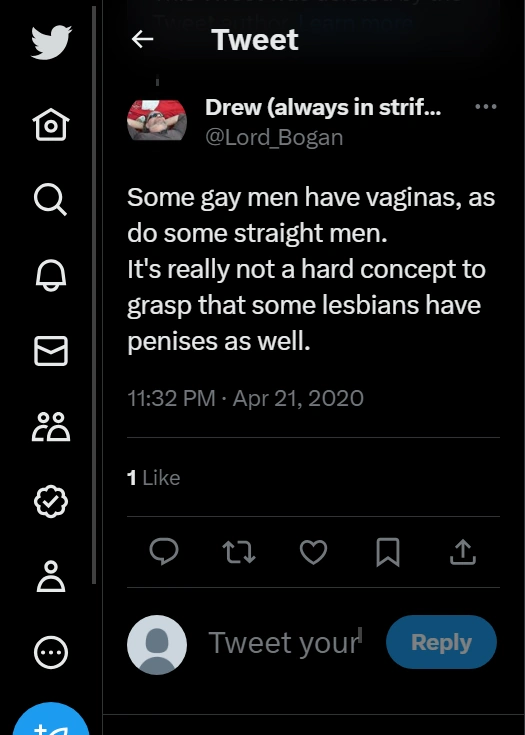 Tweet
Drew (always in strif...
@Lord_Bogan
Some gay men have vaginas, as
do some straight men.
It's really not a hard concept to
grasp that some lesbians have
penises as well.
11:32 PM · Apr 21, 2020
1 Like
Tweet your
Reply